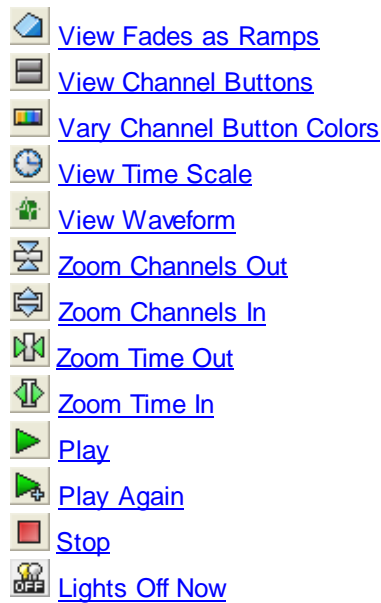 View Fades as Ramps
View Channel Buttons
Vary Channel Button Colors
View Time Scale
View Waveform
Zoom Channels Out
Zoom Channels In
Zoom Time Out
Zoom Time In
Play
Play Again
Stop
OFF Lights Off Now